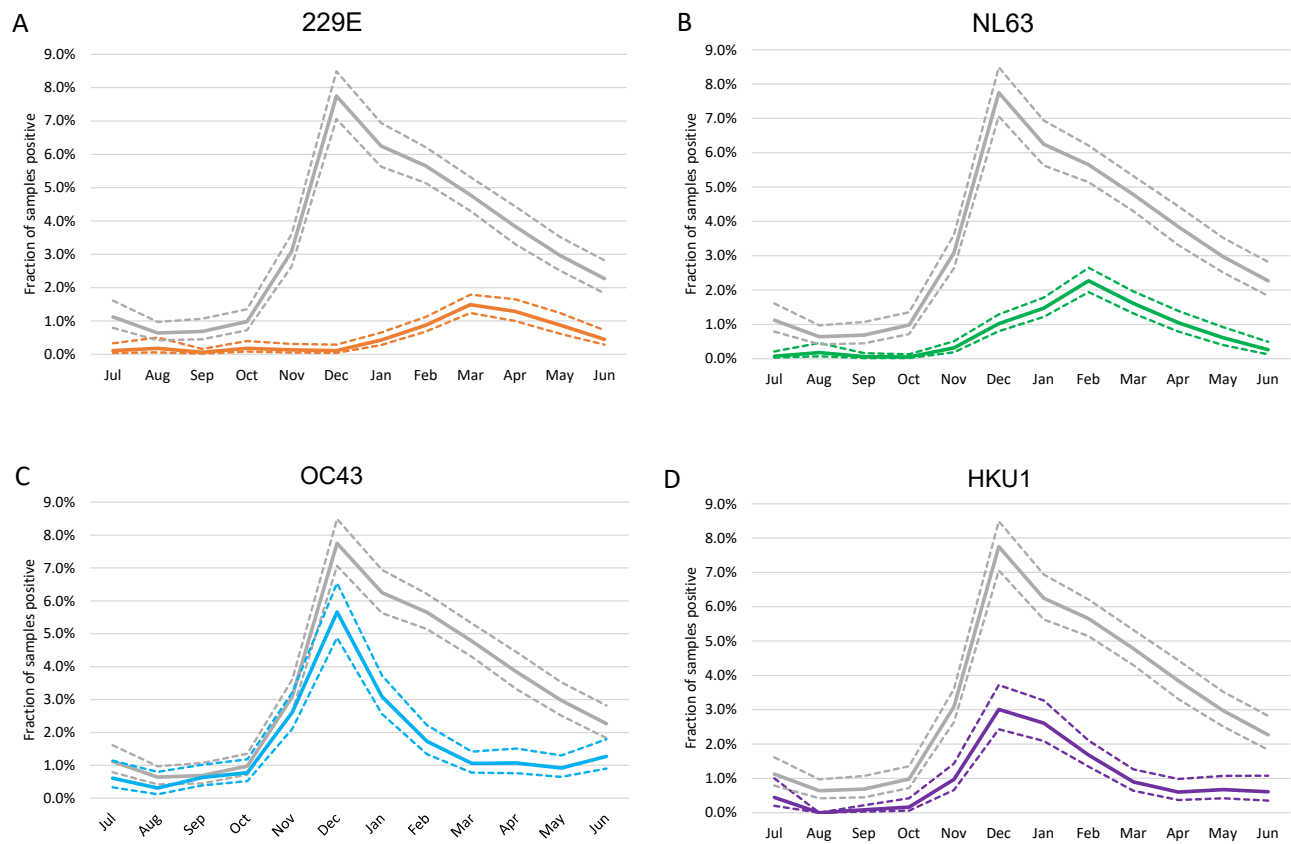 A
229E
Fraction of samples positive
9.0%
8.0%
7.0%
6.0%
5.0%
4.0%
3.0%
2.0%
1.0%
0.0%
Jul Aug Sep Oct Nov Dec Jan Feb Mar Apr May Jun
B
NL63
Fraction of samples positive
9.0%
8.0%
7.0%
6.0%
5.0%
4.0%
3.0%
2.0%
1.0%
0.0%
Jul Aug Sep Oct Nov Dec Jan Feb Mar Apr May Jun
C
OC43
Fraction of samples positive
9.0%
8.0%
7.0%
6.0%
5.0%
4.0%
3.0%
2.0%
1.0%
0.0%
Jul Aug Sep Oct Nov Dec Jan Feb Mar Apr May Jun
D
HKU1
Fraction of samples positive
9.0%
8.0%
7.0%
6.0%
5.0%
4.0%
3.0%
2.0%
1.0%
0.0%
Jul Aug Sep Oct Nov Dec Jan Feb Mar Apr May Jun